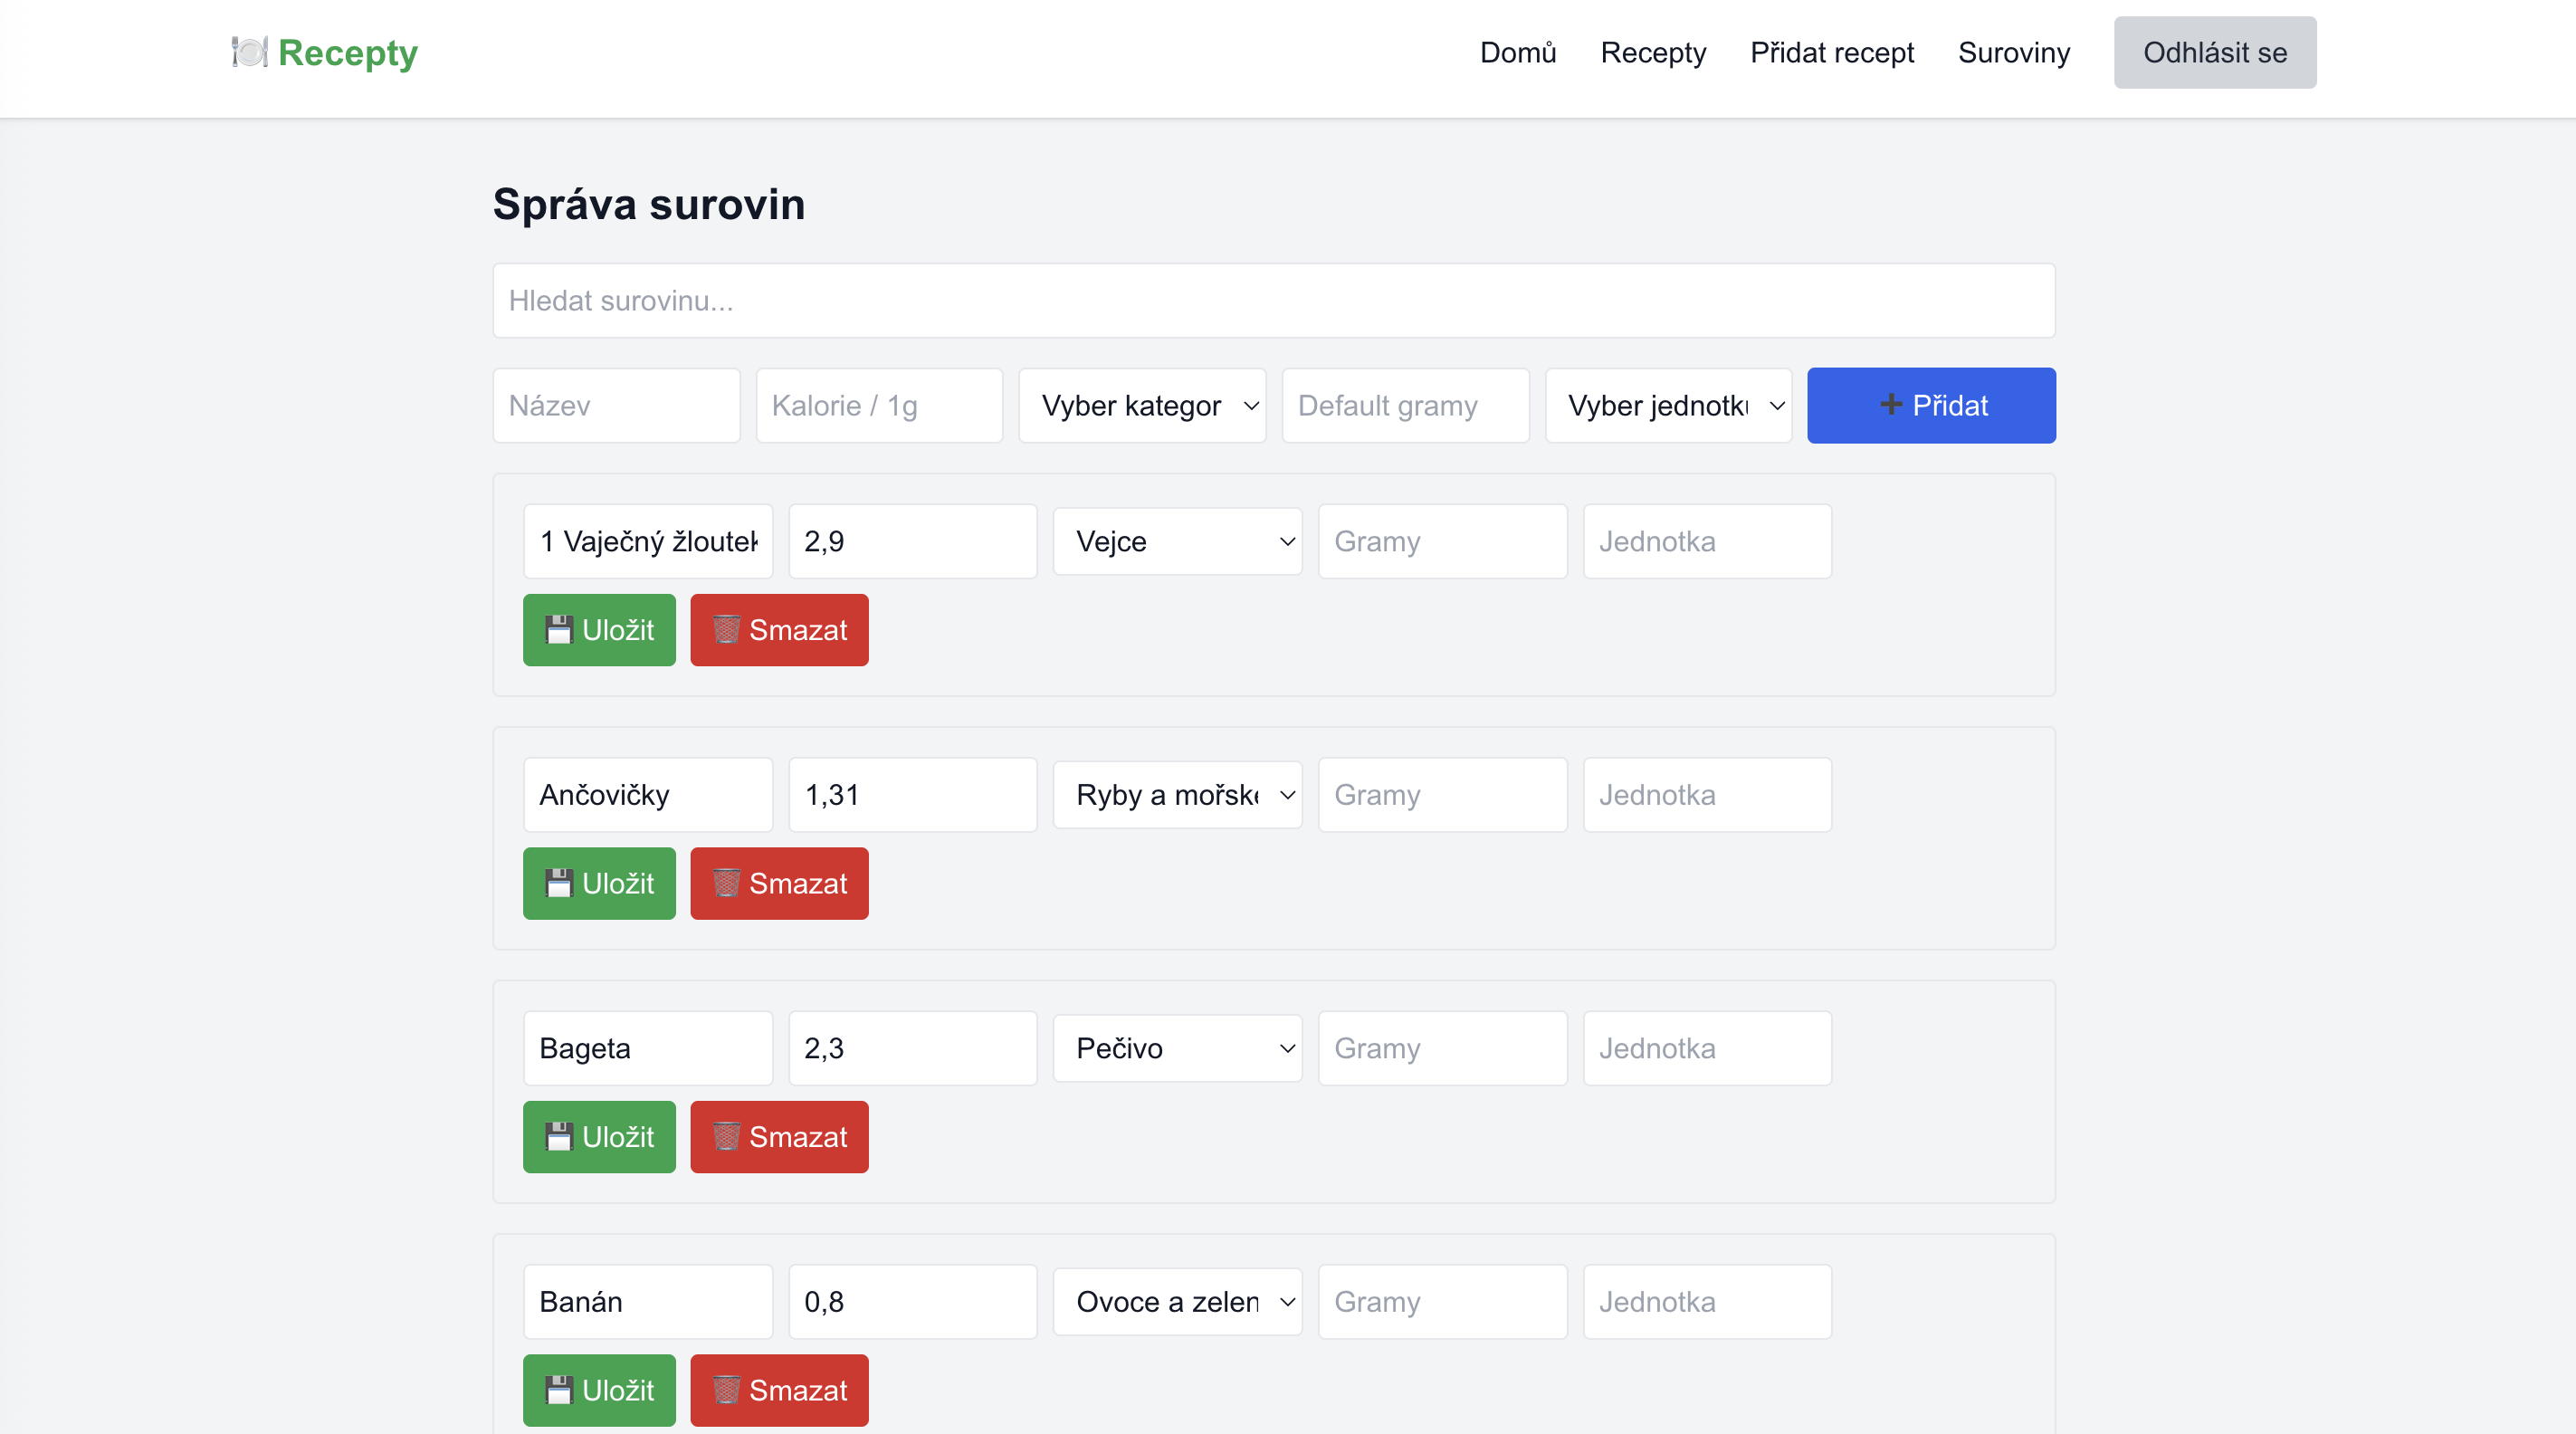 🍽️ Recepty Domů Recepty Přidat recept Suroviny Odhlásit se
Správa surovin
Hledat surovinu...
Název Kalorie / 1g Vyber kategor Default gramy Vyber jednotku ➕ Přidat
1 Vaječný žloutek 2,9 Vejce Gramy Jednotka
💾 Uložit 🗑️ Smazat
Ančovičky 1,31 Ryby a mořské Gramy Jednotka
💾 Uložit 🗑️ Smazat
Bageta 2,3 Pečivo Gramy Jednotka
💾 Uložit 🗑️ Smazat
Banán 0,8 Ovoce a zelen Gramy Jednotka
💾 Uložit 🗑️ Smazat